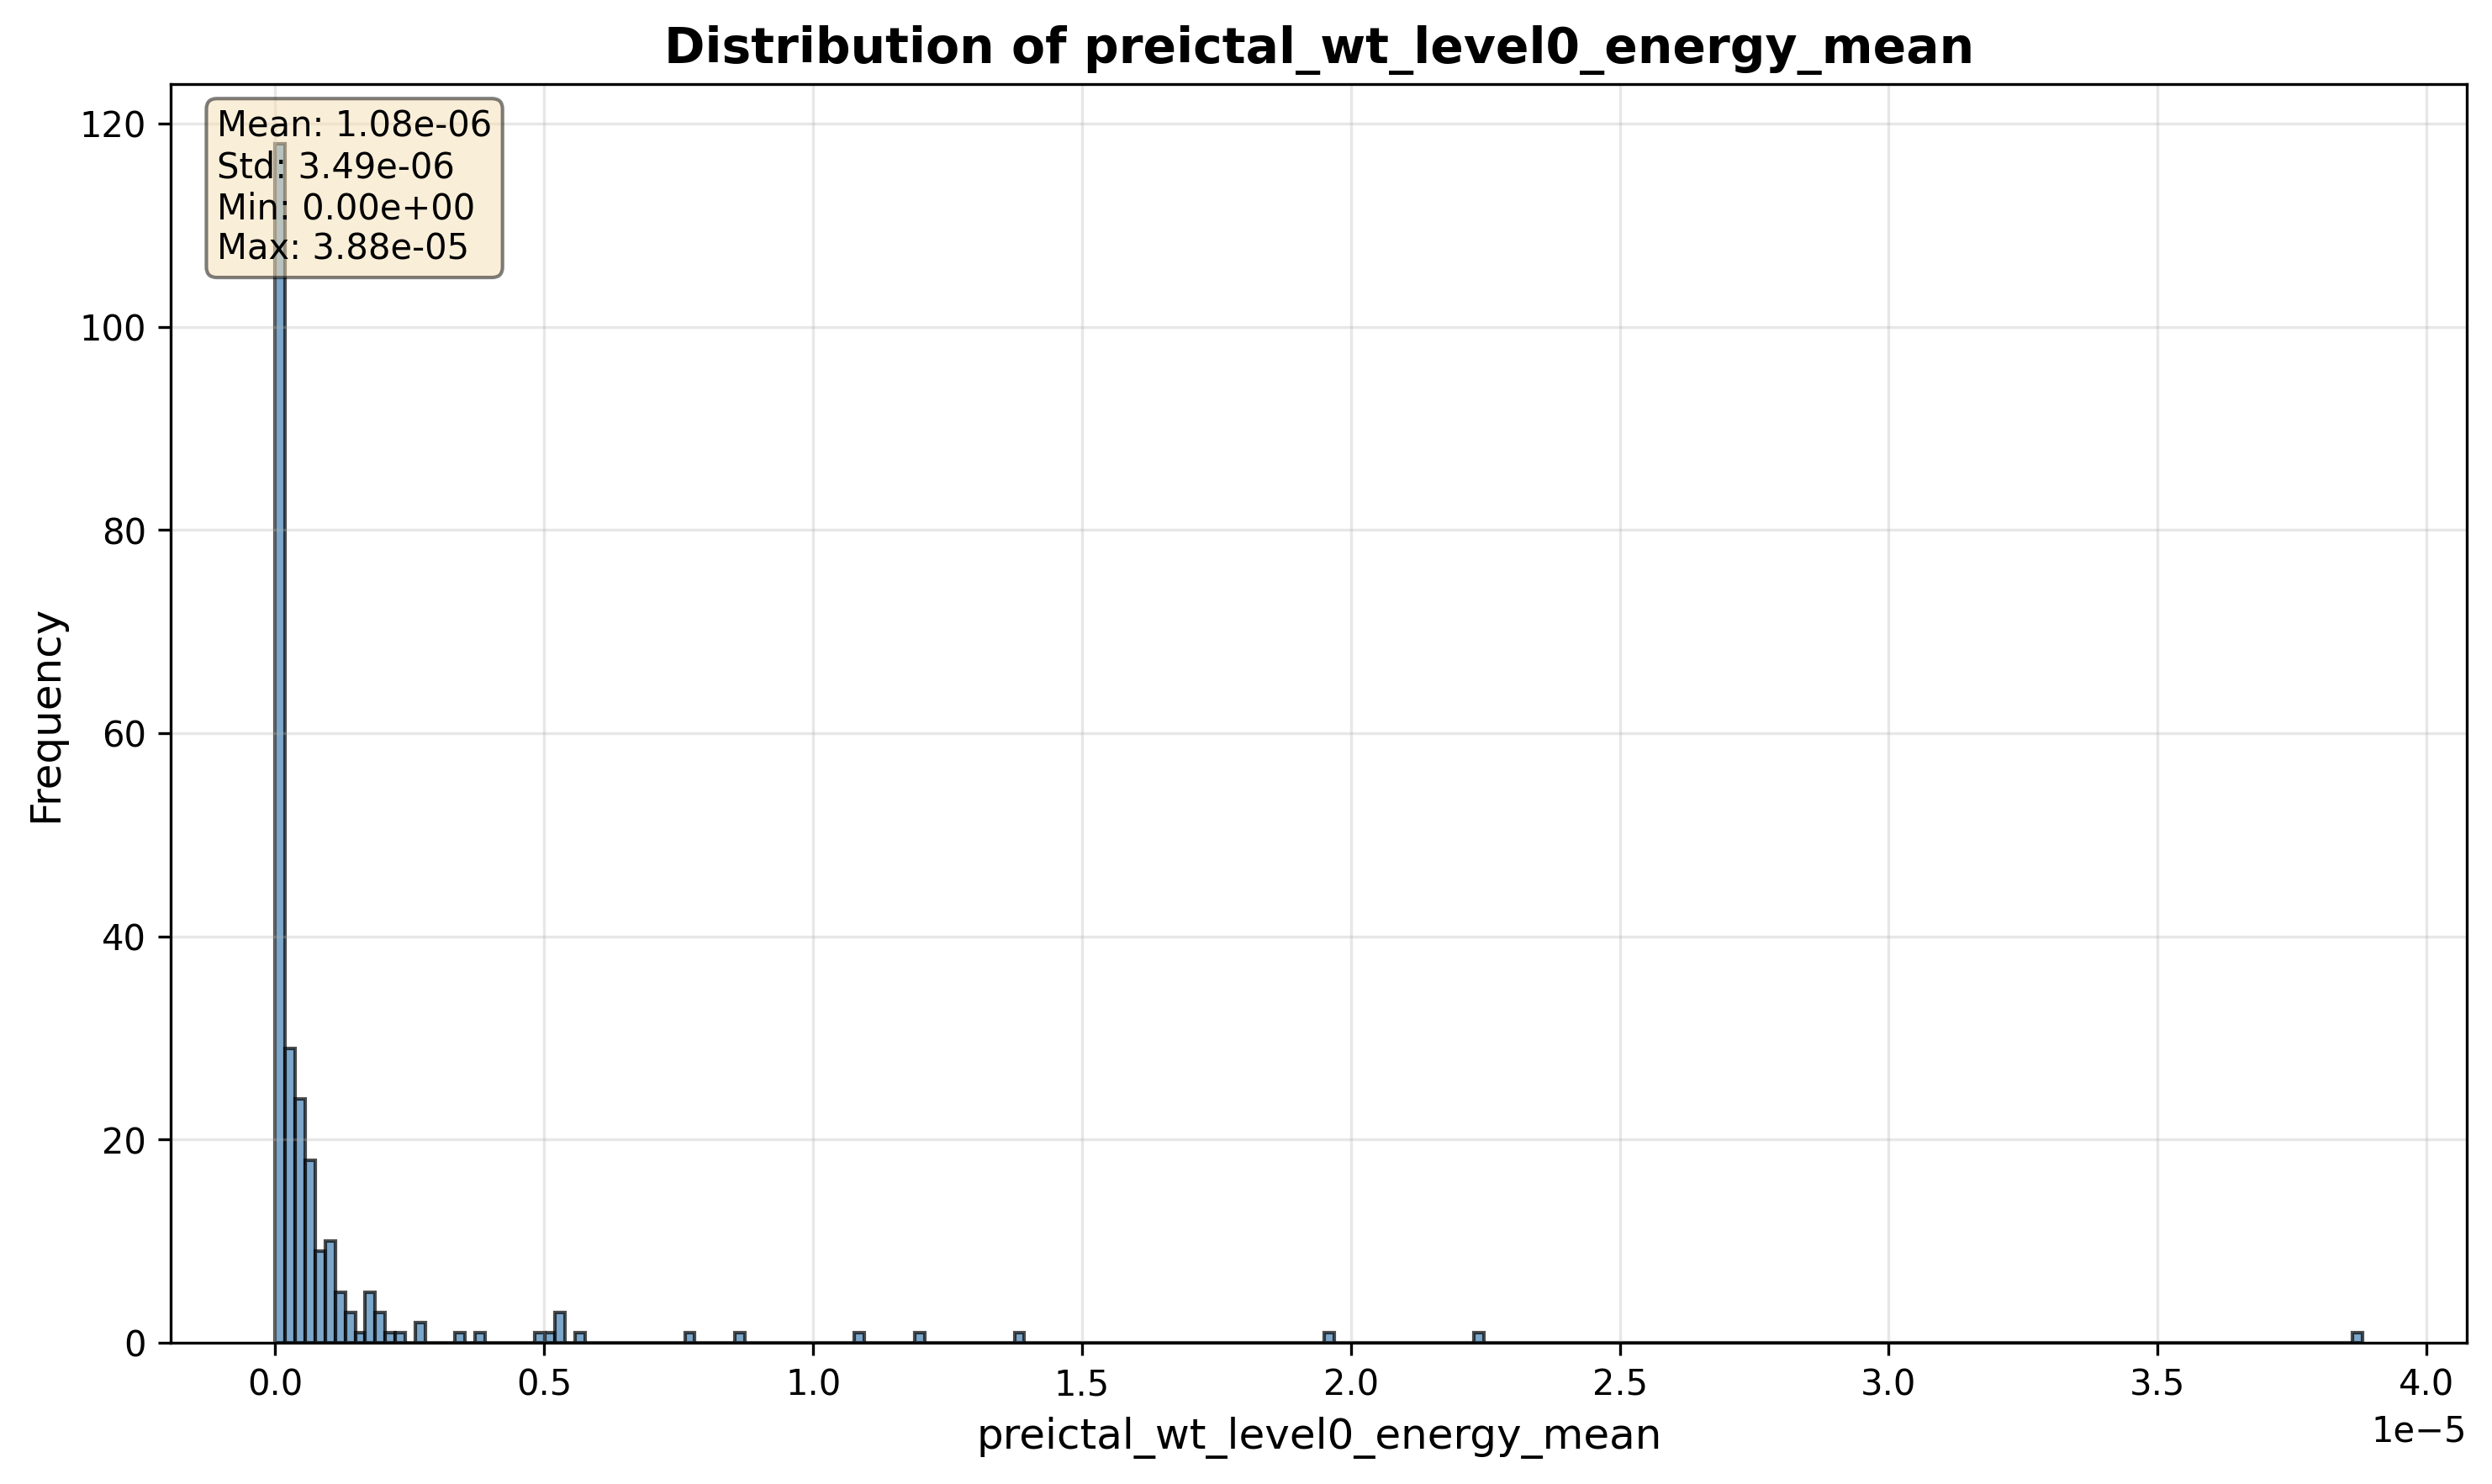 Distribution of preictal_wt_level0_energy_mean
Mean: 1.08e-06
Std: 3.49e-06
Min: 0.00e+00
Max: 3.88e-05
120
100
80
60
40
20
0
Frequency
0.0 0.5 1.0 1.5 2.0 2.5 3.0 3.5 4.0
1e−5
preictal_wt_level0_energy_mean